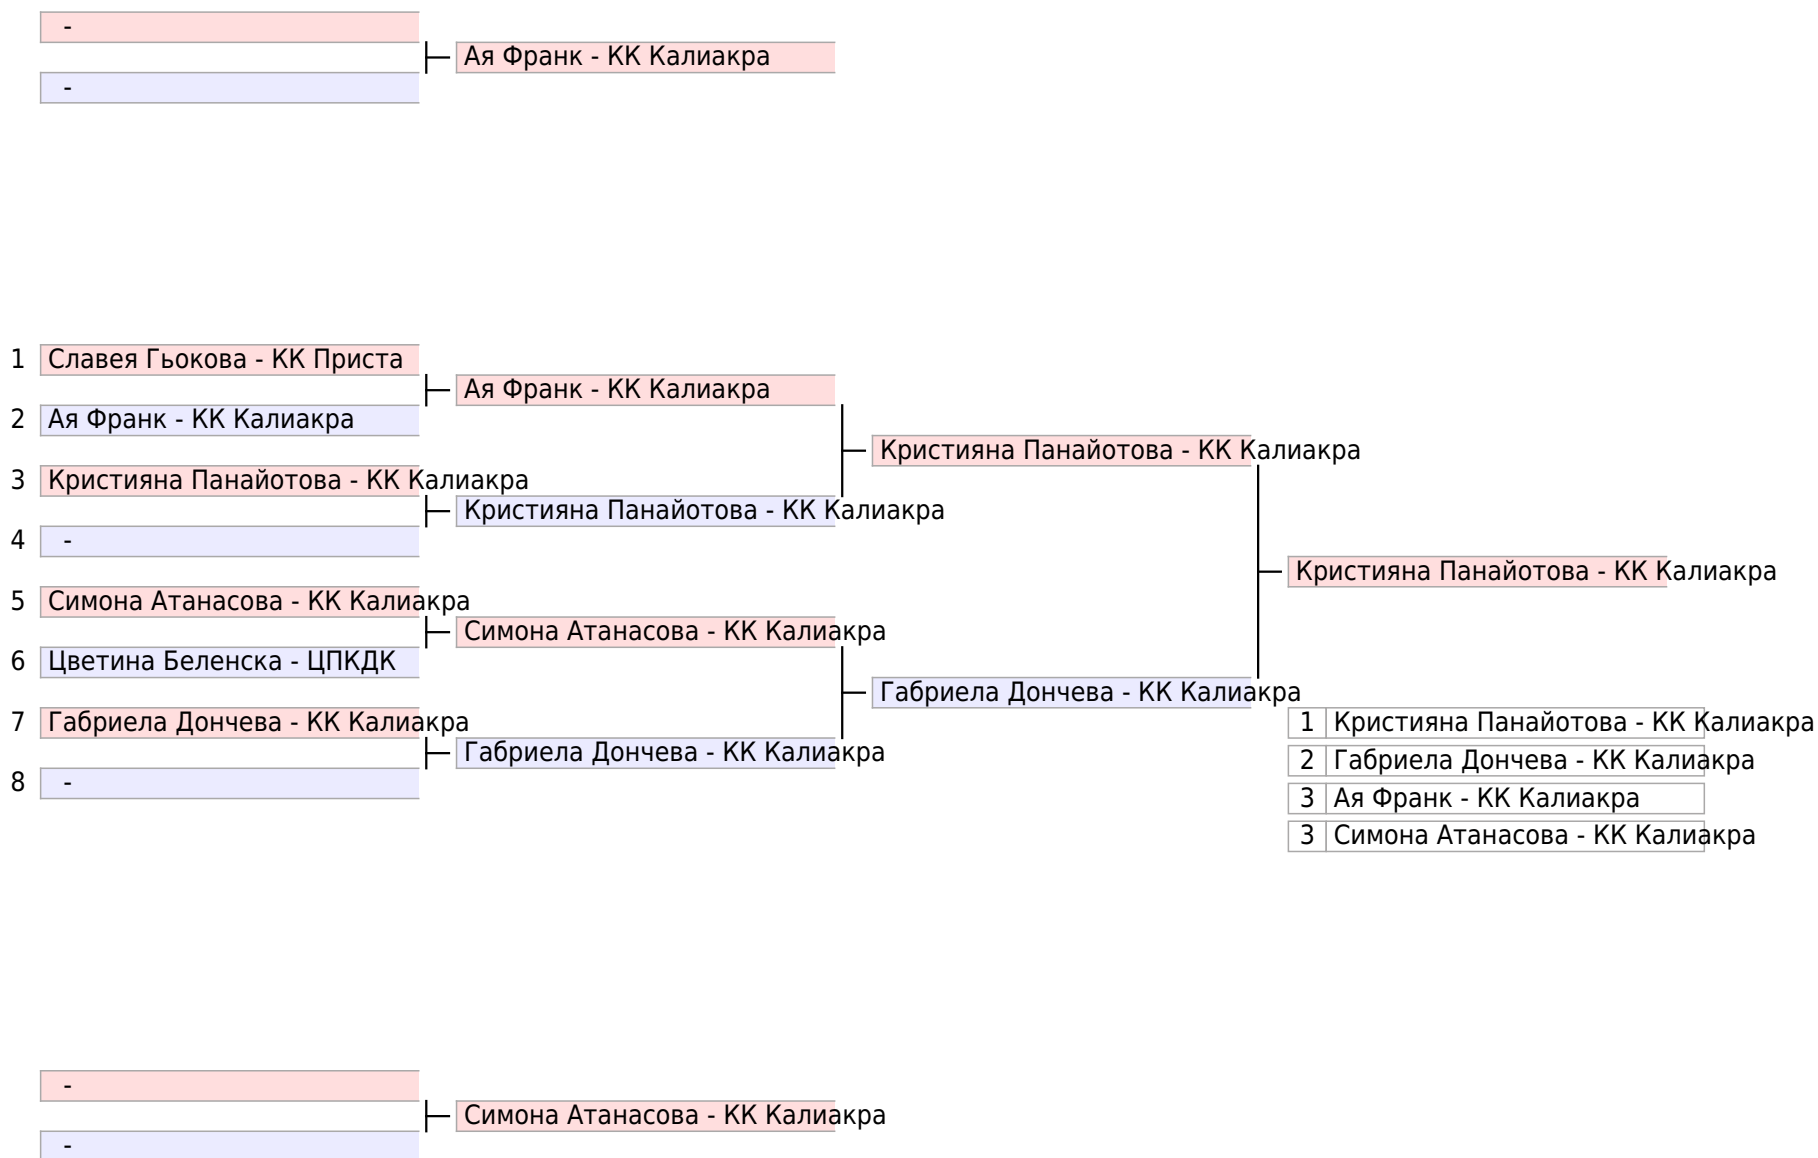 -
Ая Франк - КК Калиакра
-
1 Славея Гьокова - КК Приста
Ая Франк - КК Калиакра
2 Ая Франк - КК Калиакра
Кристияна Панайотова - КК Калиакра
3 Кристияна Панайотова - КК Калиакра
Кристияна Панайотова - КК Калиакра
4 -
Кристияна Панайотова - КК Калиакра
5 Симона Атанасова - КК Калиакра
Симона Атанасова - КК Калиакра
6 Цветина Беленска - ЦПКДК
Габриела Дончева - КК Калиакра
7 Габриела Дончева - КК Калиакра
1 Кристияна Панайотова - КК Калиакра
Габриела Дончева - КК Калиакра
2 Габриела Дончева - КК Калиакра
8 -
3 Ая Франк - КК Калиакра
3 Симона Атанасова - КК Калиакра
-
Симона Атанасова - КК Калиакра
-